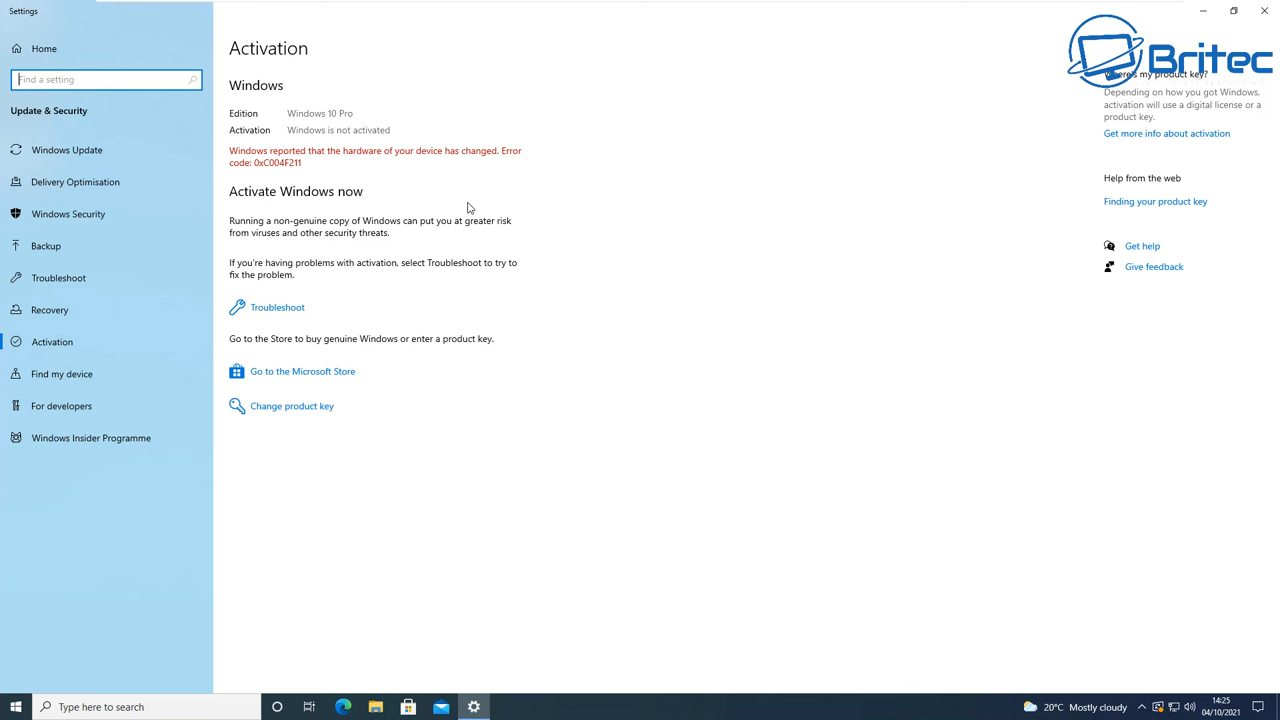 Settings
Home
Find a setting
Update & Security
Windows Update
Delivery Optimisation
Windows Security
Backup
Troubleshoot
Recovery
Activation
Find my device
For developers
Windows Insider Programme
Activation
Windows
Edition Windows 10 Pro
Activation Windows is not activated
Windows reported that the hardware of your device has changed. Error
code: 0xC004F211
Activate Windows now
Running a non-genuine copy of Windows can put you at greater risk
from viruses and other security threats.
If you're having problems with activation, select Troubleshoot to try to
fix the problem.
Troubleshoot
Go to the Store to buy genuine Windows or enter a product key.
Go to the Microsoft Store
Change product key
Britec
Where's my product key?
Depending on how you got Windows,
activation will use a digital license or a
product key.
Get more info about activation
Help from the web
Finding your product key
Get help
Give feedback
Type here to search
20°C Mostly cloudy
14:25
04/10/2021